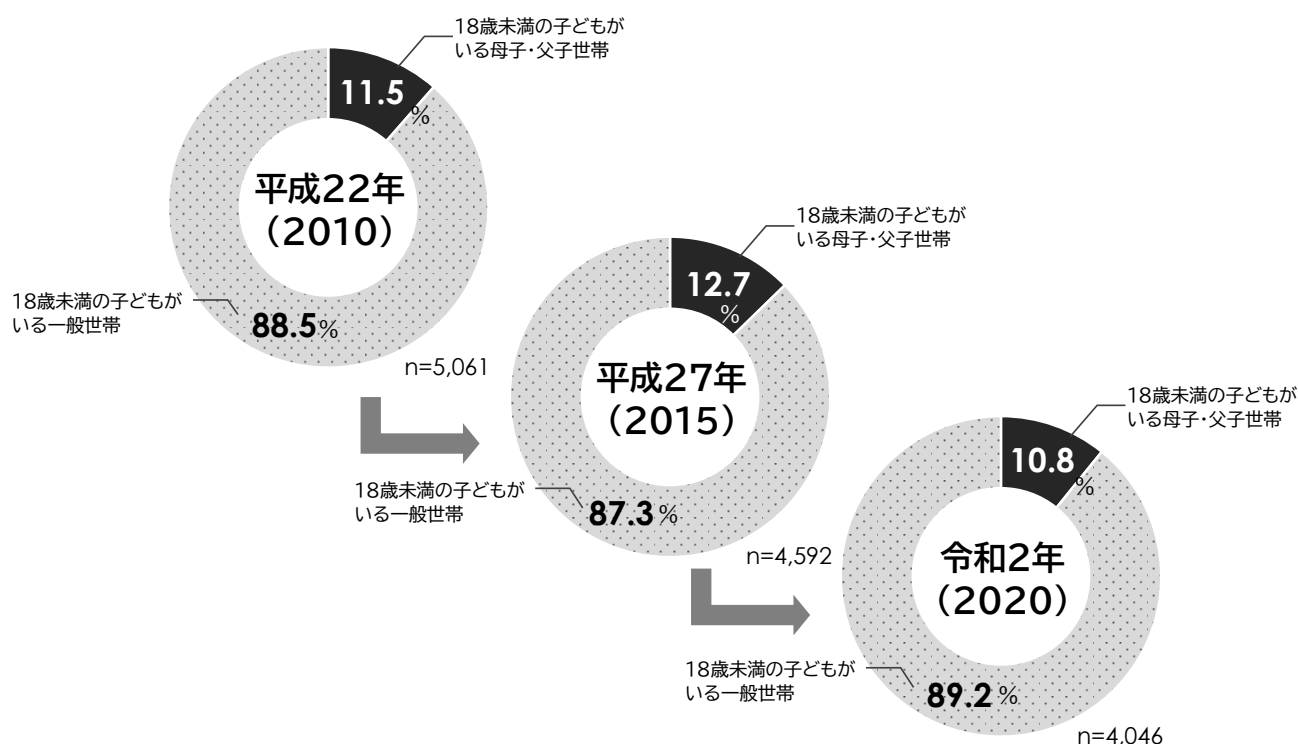 18歳未満の子どもが
いる母子・父子世帯
11.5
%
平成22年
（2010）
18歳未満の子どもが
いる一般世帯
88.5%
n=5,061
18歳未満の子どもが
いる母子・父子世帯
12.7
%
平成27年
（2015）
18歳未満の子どもが
いる一般世帯
87.3%
n=4,592
18歳未満の子どもが
いる母子・父子世帯
10.8
%
令和2年
（2020）
18歳未満の子どもが
いる一般世帯
89.2%
n=4,046